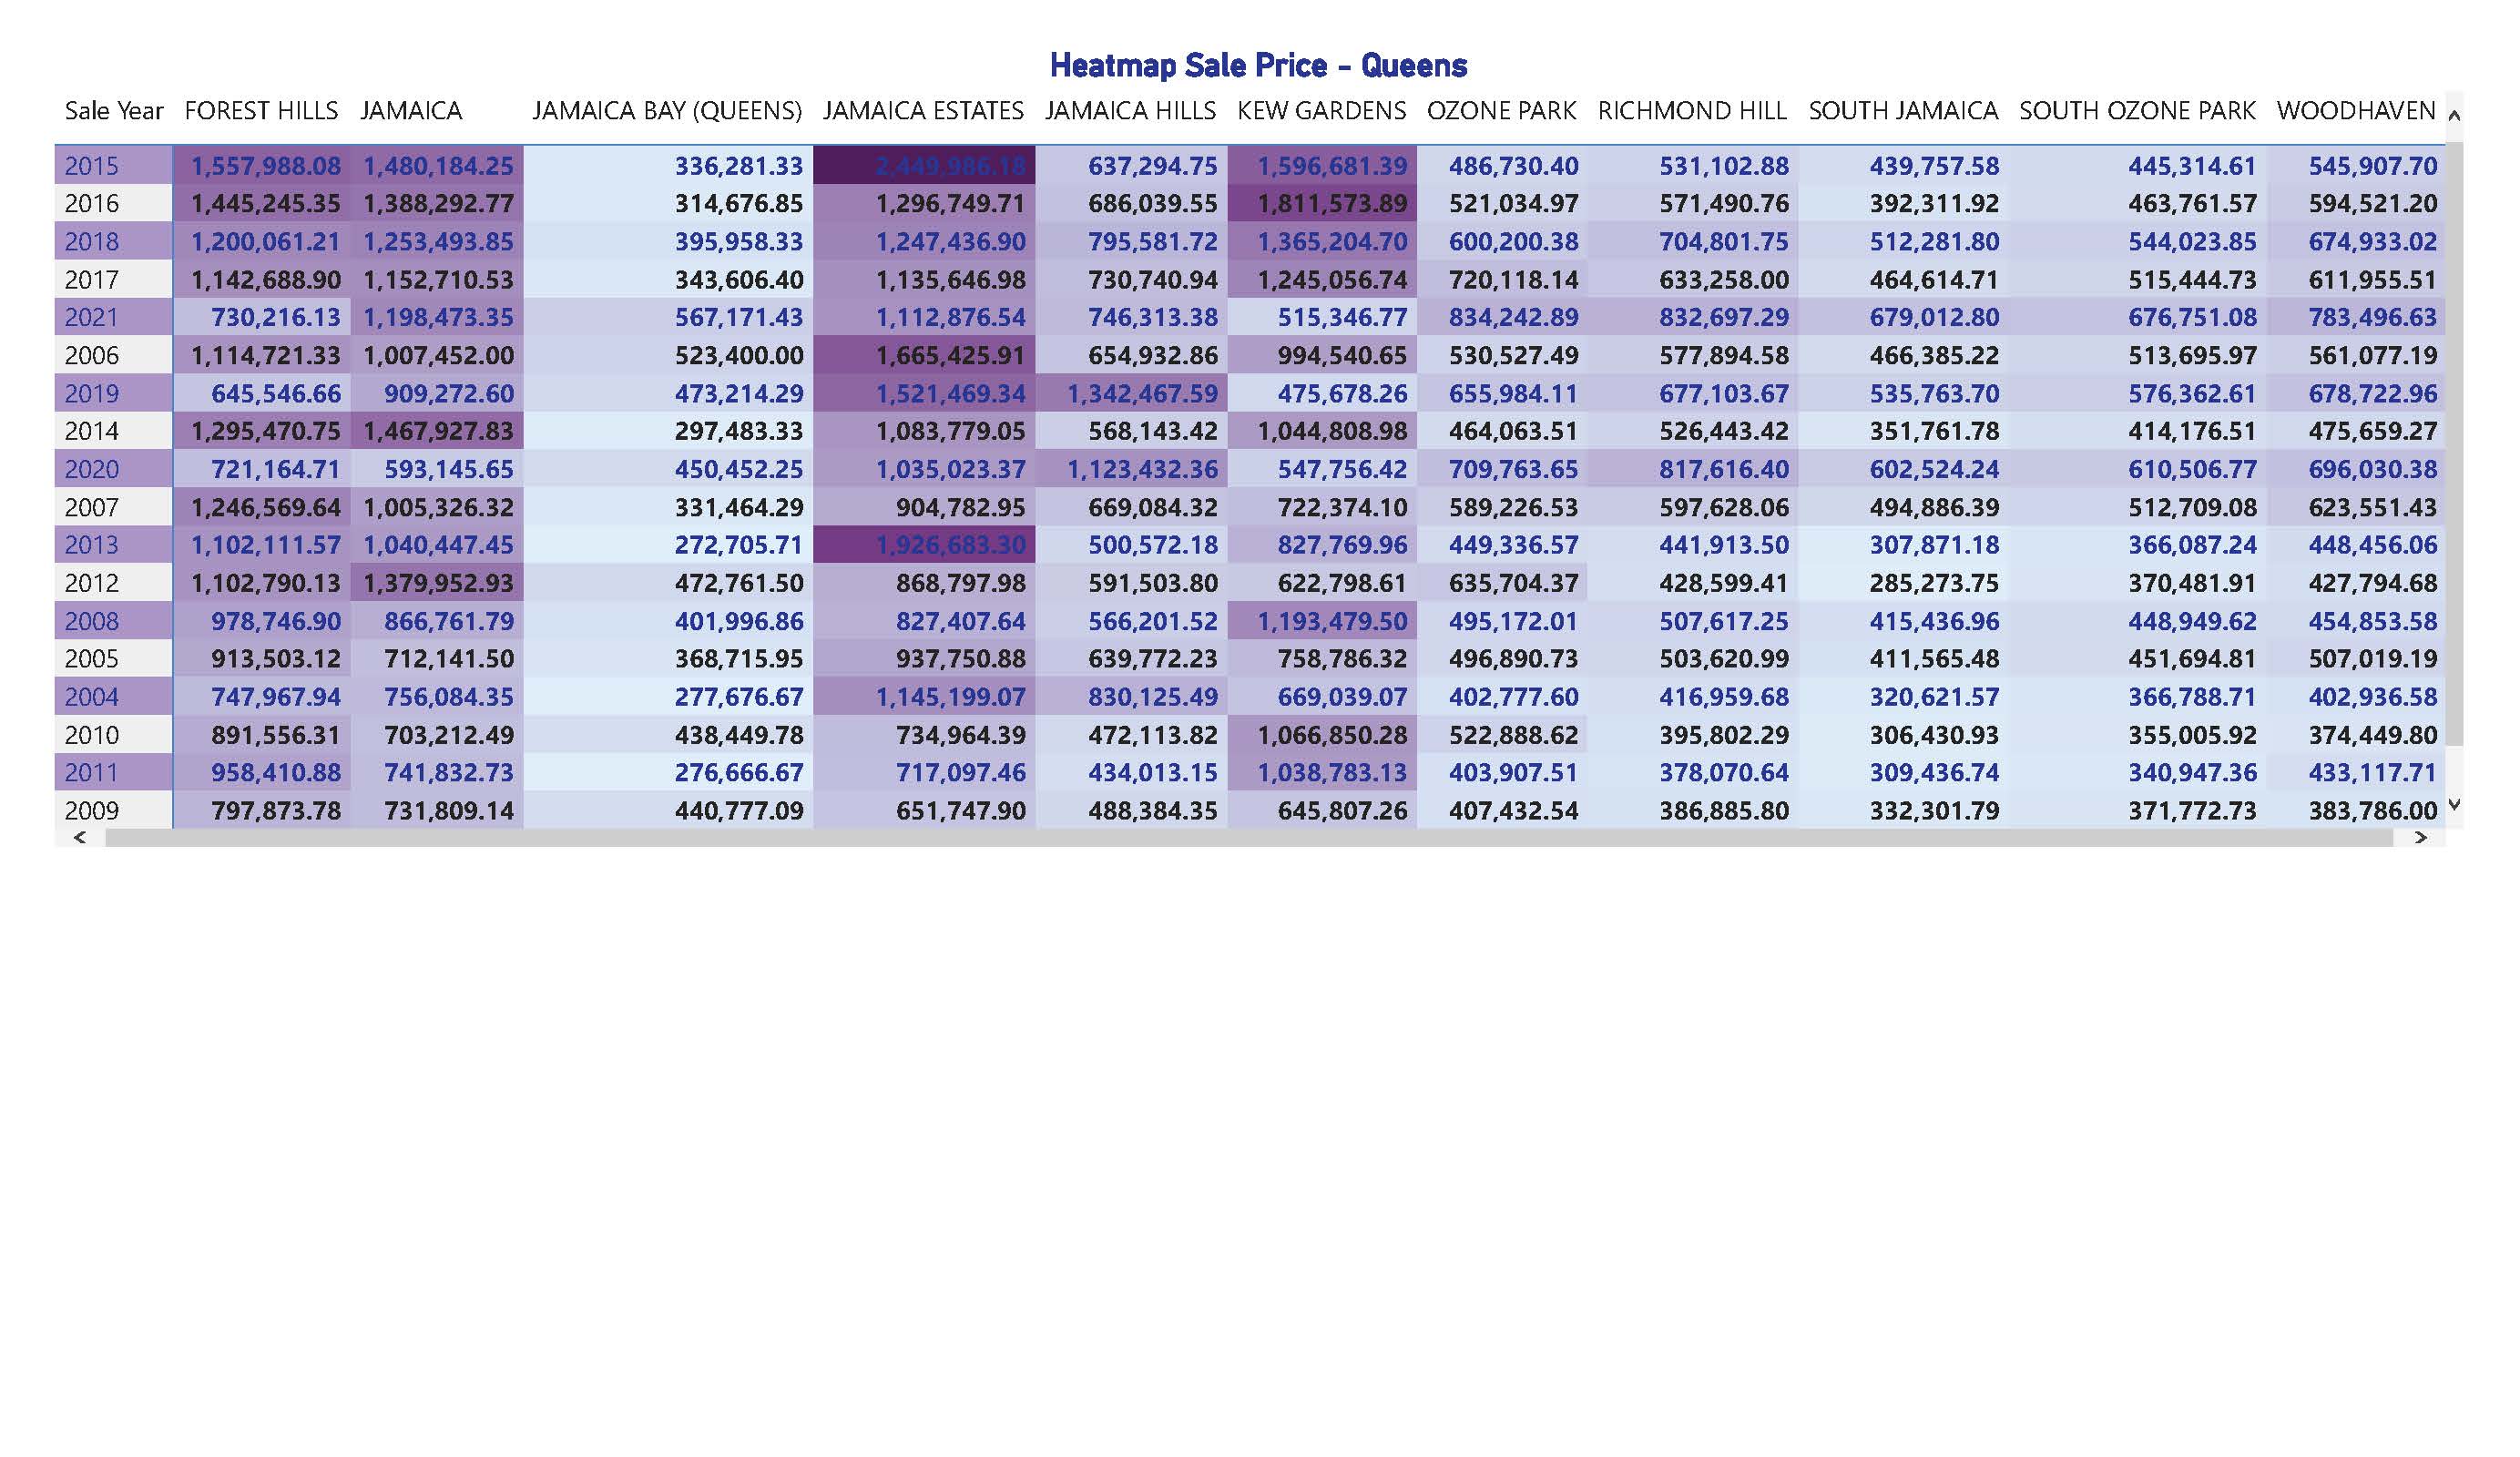 Heatmap Sale Price - Queens
Sale Year FOREST HILLS JAMAICA JAMAICA BAY (QUEENS) JAMAICA ESTATES JAMAICA HILLS KEW GARDENS OZONE PARK RICHMOND HILL SOUTH JAMAICA SOUTH OZONE PARK WOODHAVEN
2015 1,557,988.08 1,480,184.25 336,281.33 2,449,986.18 637,294.75 1,596,681.39 486,730.40 531,102.88 439,757.58 445,314.61 545,907.70
2016 1,445,245.35 1,388,292.77 314,676.85 1,296,749.71 686,039.55 1,811,573.89 521,034.97 571,490.76 392,311.92 463,761.57 594,521.20
2018 1,200,061.21 1,253,493.85 395,958.33 1,247,436.90 795,581.72 1,365,204.70 600,200.38 704,801.75 512,281.80 544,023.85 674,933.02
2017 1,142,688.90 1,152,710.53 343,606.40 1,135,646.98 730,740.94 1,245,056.74 720,118.14 633,258.00 464,614.71 515,444.73 611,955.51
2021 730,216.13 1,198,473.35 567,171.43 1,112,876.54 746,313.38 515,346.77 834,242.89 832,697.29 679,012.80 676,751.08 783,496.63
2006 1,114,721.33 1,007,452.00 523,400.00 1,665,425.91 654,932.86 994,540.65 530,527.49 577,894.58 466,385.22 513,695.97 561,077.19
2019 645,546.66 909,272.60 473,214.29 1,521,469.34 1,342,467.59 475,678.26 655,984.11 677,103.67 535,763.70 576,362.61 678,722.96
2014 1,295,470.75 1,467,927.83 297,483.33 1,083,779.05 568,143.42 1,044,808.98 464,063.51 526,443.42 351,761.78 414,176.51 475,659.27
2020 721,164.71 593,145.65 450,452.25 1,035,023.37 1,123,432.36 547,756.42 709,763.65 817,616.40 602,524.24 610,506.77 696,030.38
2007 1,246,569.64 1,005,326.32 331,464.29 904,782.95 669,084.32 722,374.10 589,226.53 597,628.06 494,886.39 512,709.08 623,551.43
2013 1,102,111.57 1,040,447.45 272,705.71 1,926,683.30 500,572.18 827,769.96 449,336.57 441,913.50 307,871.18 366,087.24 448,456.06
2012 1,102,790.13 1,379,952.93 472,761.50 868,797.98 591,503.80 622,798.61 635,704.37 428,599.41 285,273.75 370,481.91 427,794.68
2008 978,746.90 866,761.79 401,996.86 827,407.64 566,201.52 1,193,479.50 495,172.01 507,617.25 415,436.96 448,949.62 454,853.58
2005 913,503.12 712,141.50 368,715.95 937,750.88 639,772.23 758,786.32 496,890.73 503,620.99 411,565.48 451,694.81 507,019.19
2004 747,967.94 756,084.35 277,676.67 1,145,199.07 830,125.49 669,039.07 402,777.60 416,959.68 320,621.57 366,788.71 402,936.58
2010 891,556.31 703,212.49 438,449.78 734,964.39 472,113.82 1,066,850.28 522,888.62 395,802.29 306,430.93 355,005.92 374,449.80
2011 958,410.88 741,832.73 276,666.67 717,097.46 434,013.15 1,038,783.13 403,907.51 378,070.64 309,436.74 340,947.36 433,117.71
2009 797,873.78 731,809.14 440,777.09 651,747.90 488,384.35 645,807.26 407,432.54 386,885.80 332,301.79 371,772.73 383,786.00